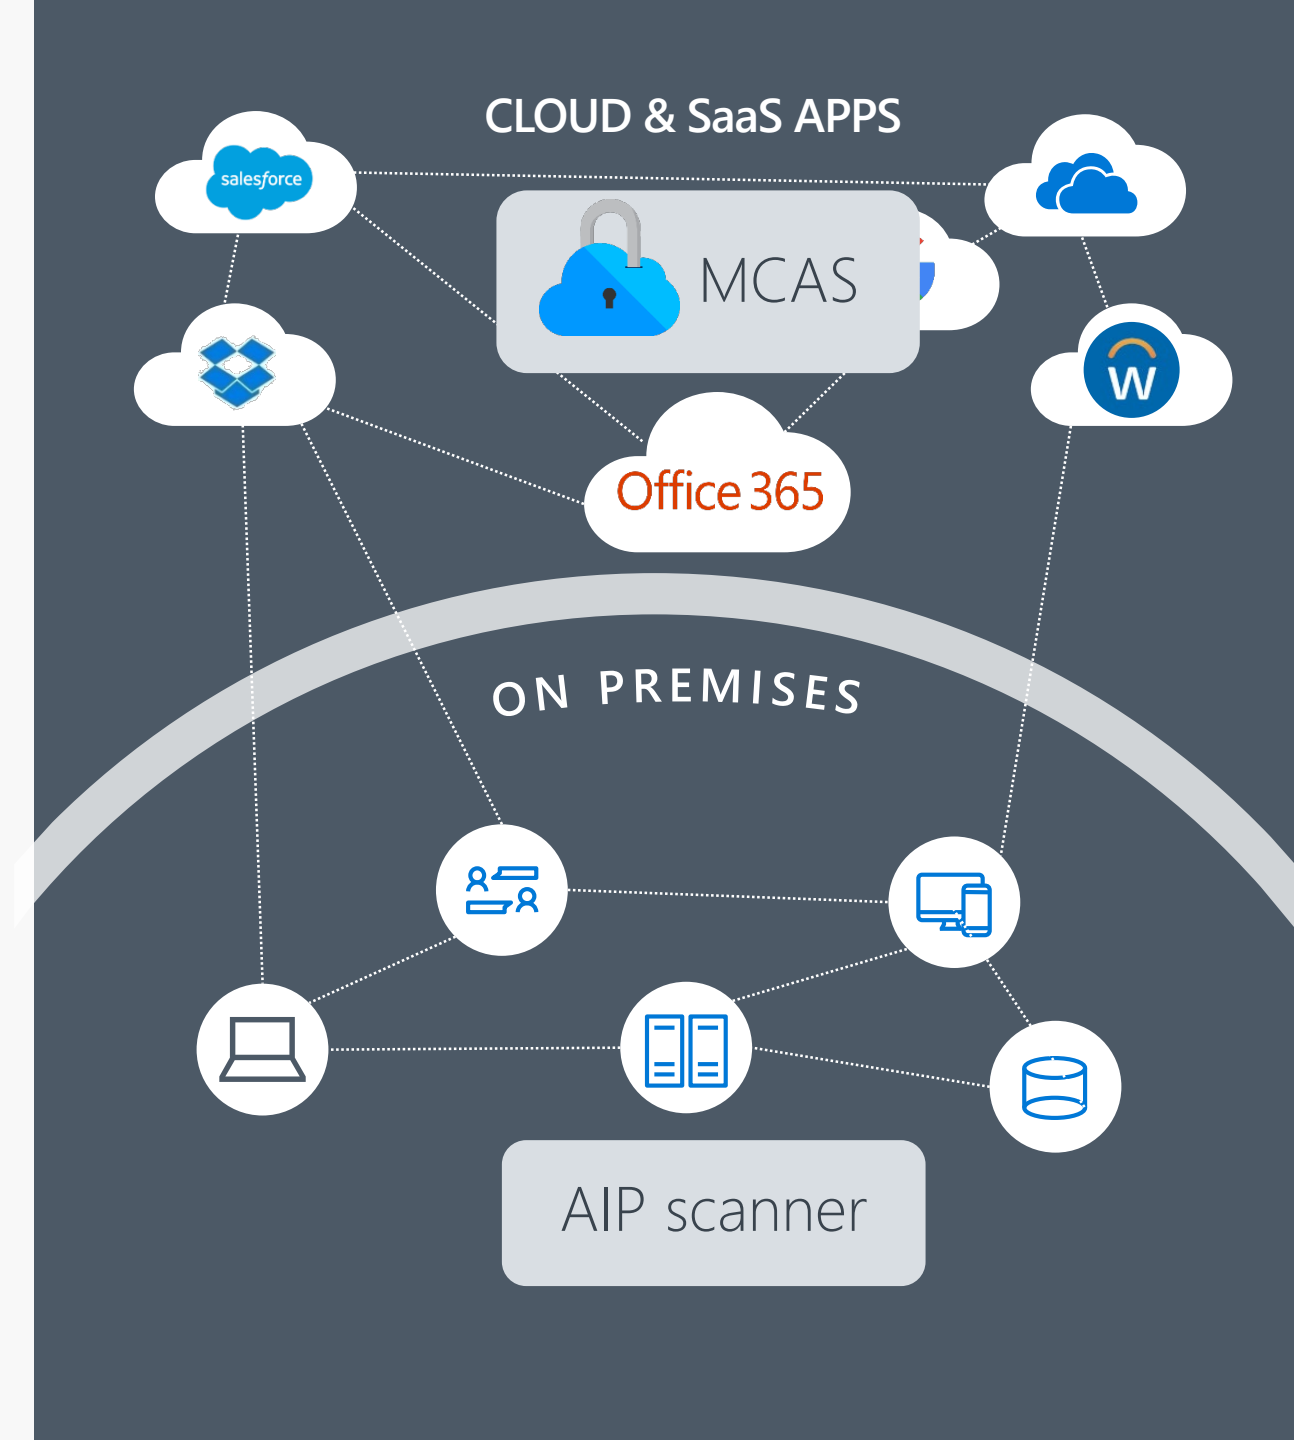 CLOUD & SaaS APPS
salesforce
MCAS
W
Office 365
ON PREMISES
AIP scanner